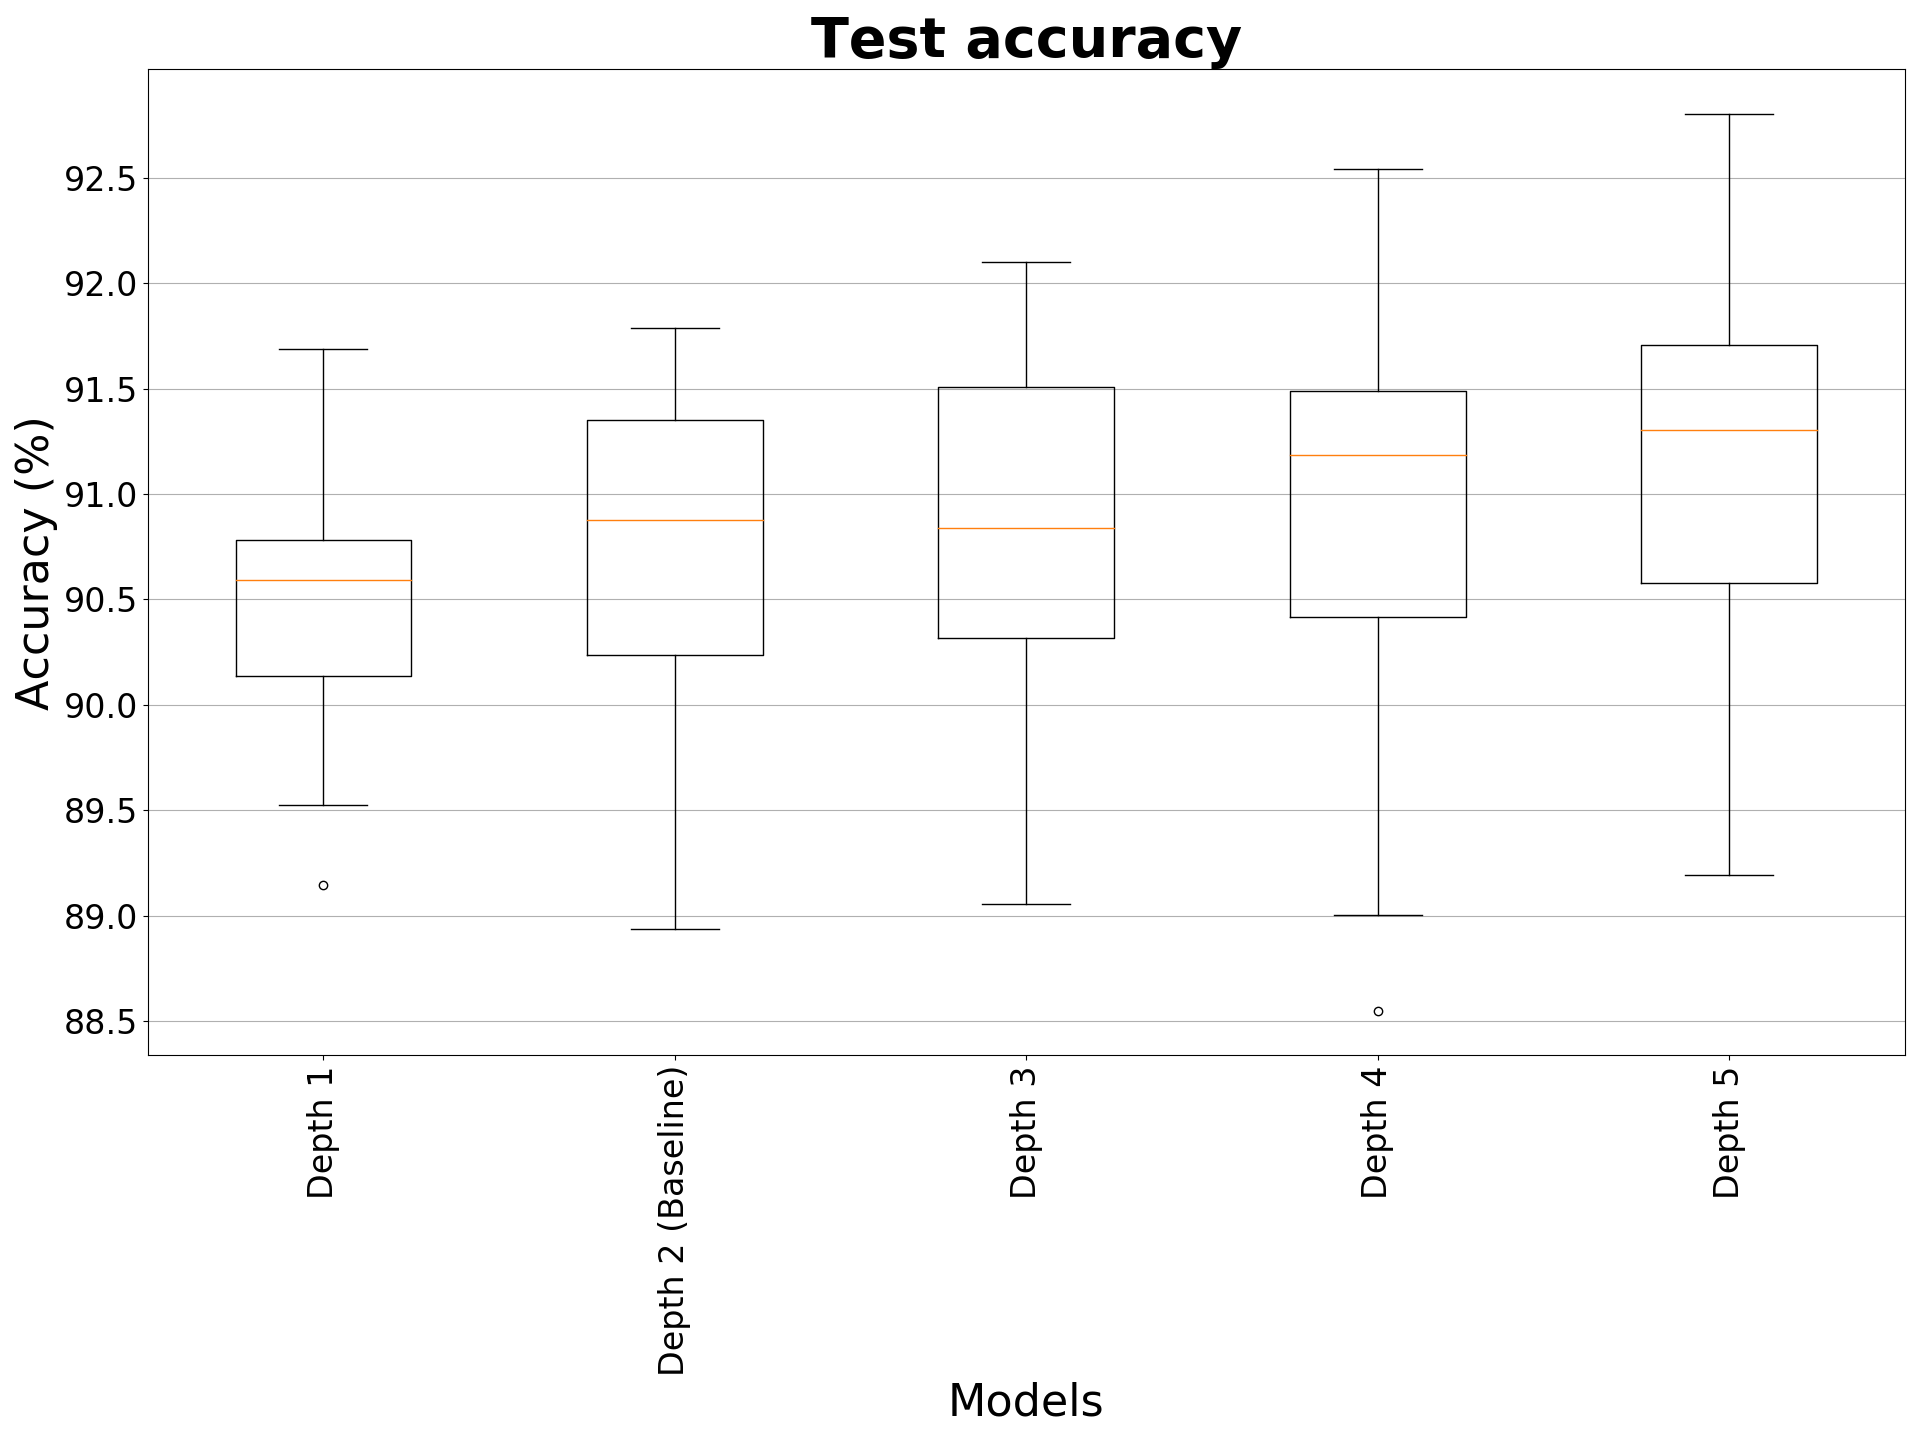 Test accuracy
Accuracy (%)
92.5
92.0
91.5
91.0
90.5
90.0
89.5
89.0
88.5
Depth 1
Depth 2 (Baseline)
Depth 3
Depth 4
Depth 5
Models